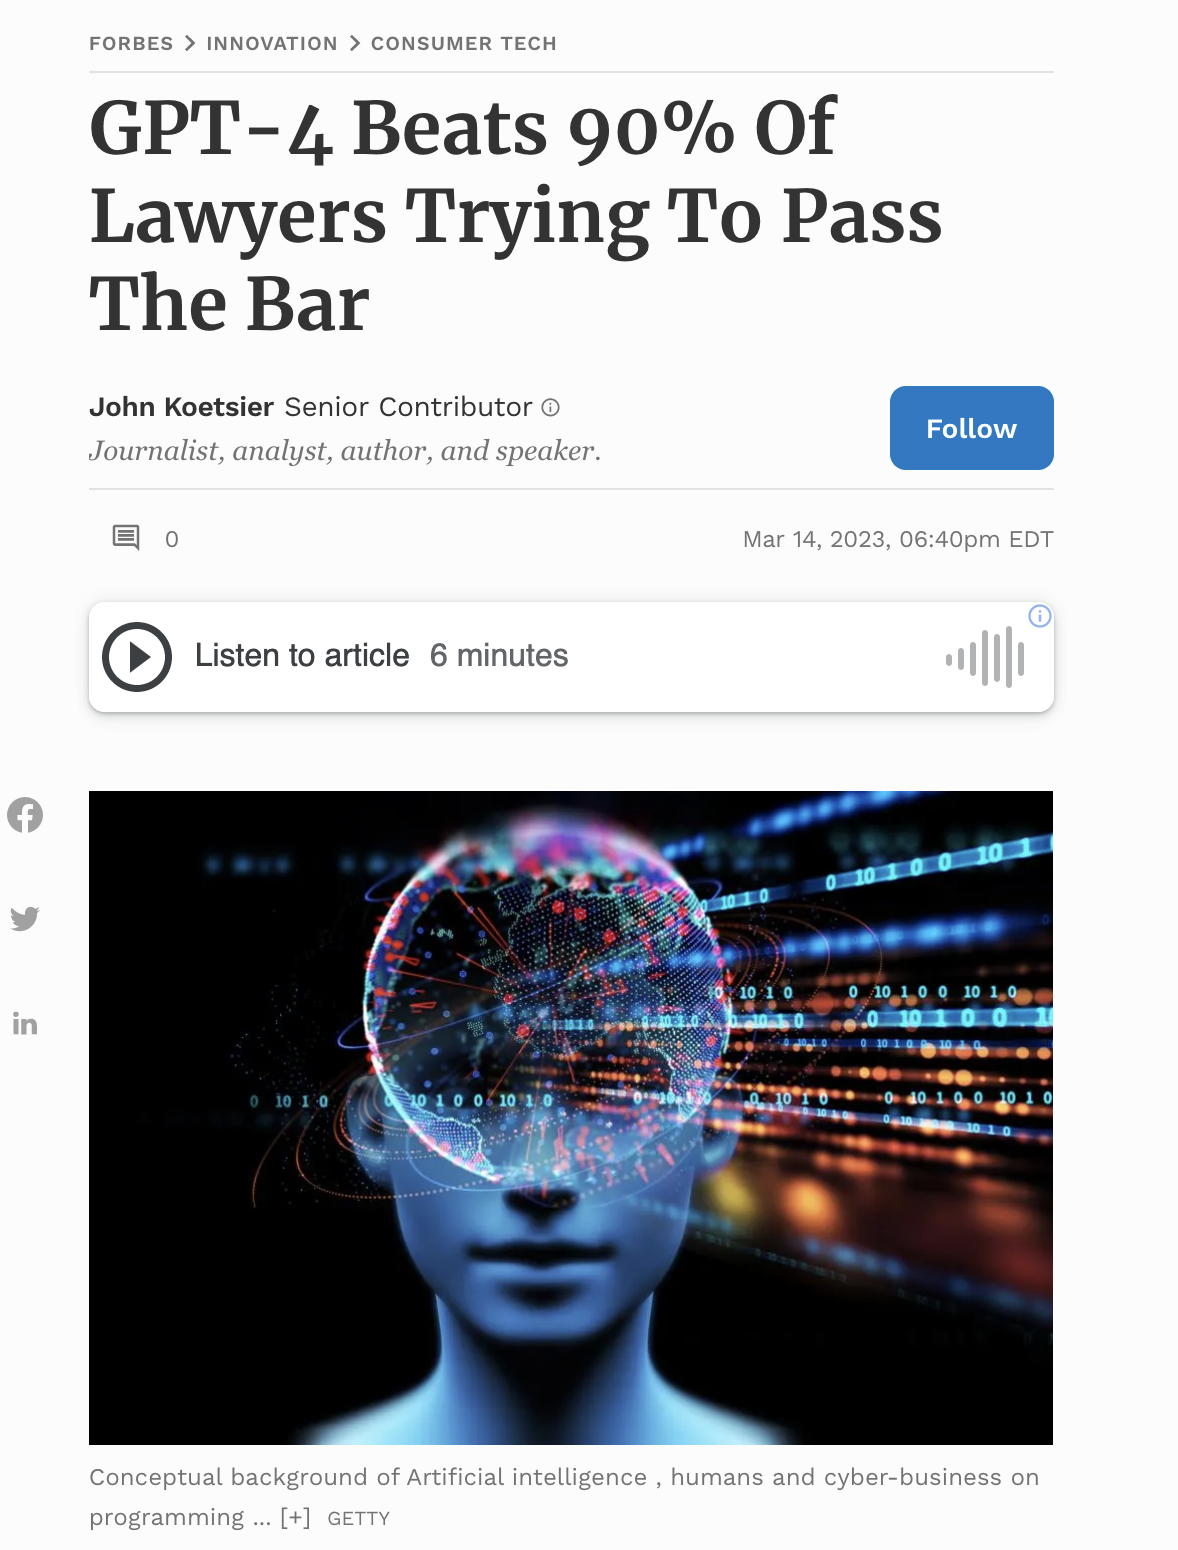 FORBES > INNOVATION > CONSUMER TECH
GPT-4 Beats 90% Of
Lawyers Trying To Pass
The Bar
John Koetsier Senior Contributor
Follow
Journalist, analyst, author, and speaker.
0
Mar 14, 2023, 06:40pm EDT
Listen to article 6 minutes
Conceptual background of Artificial intelligence , humans and cyber-business on
programming ... [+] GETTY